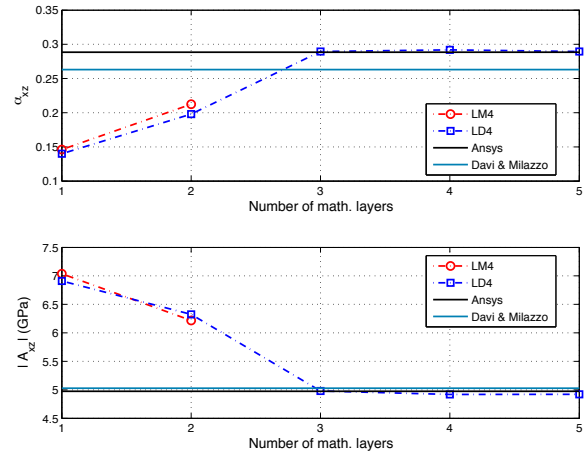 0.35
0.3
0.25
0.2
0.15
0.1
α_xz
LM4
LD4
Ansys
Davi & Milazzo
1 2 3 4 5
Number of math. layers
7.5
7
6.5
6
5.5
5
4.5
| A_xz | (GPa)
LM4
LD4
Ansys
Davi & Milazzo
1 2 3 4 5
Number of math. layers